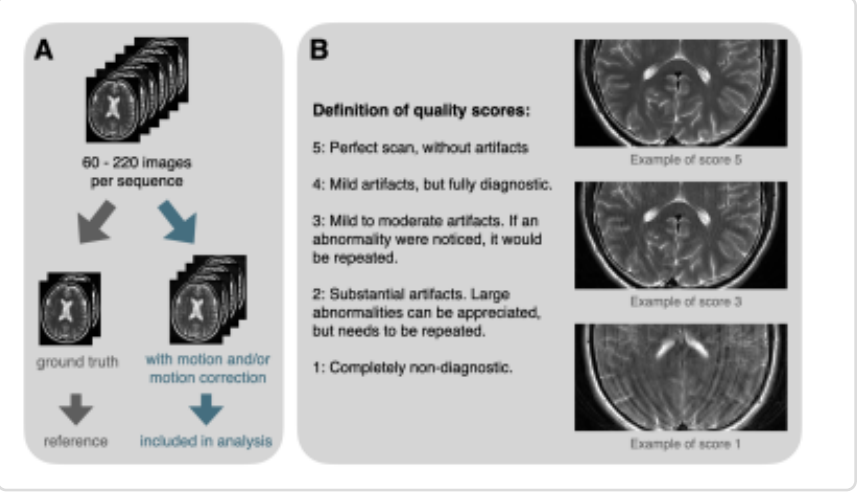 A
60 - 220 images
per sequence
ground truth
with motion and/or
motion correction
reference
included in analysis
B
Definition of quality scores:
5: Perfect scan, without artifacts
4: Mild artifacts, but fully diagnostic.
3: Mild to moderate artifacts. If an
abnormality were noticed, it would
be repeated.
2: Substantial artifacts. Large
abnormalities can be appreciated,
but needs to be repeated.
1: Completely non-diagnostic.
Example of score 5
Example of score 3
Example of score 1